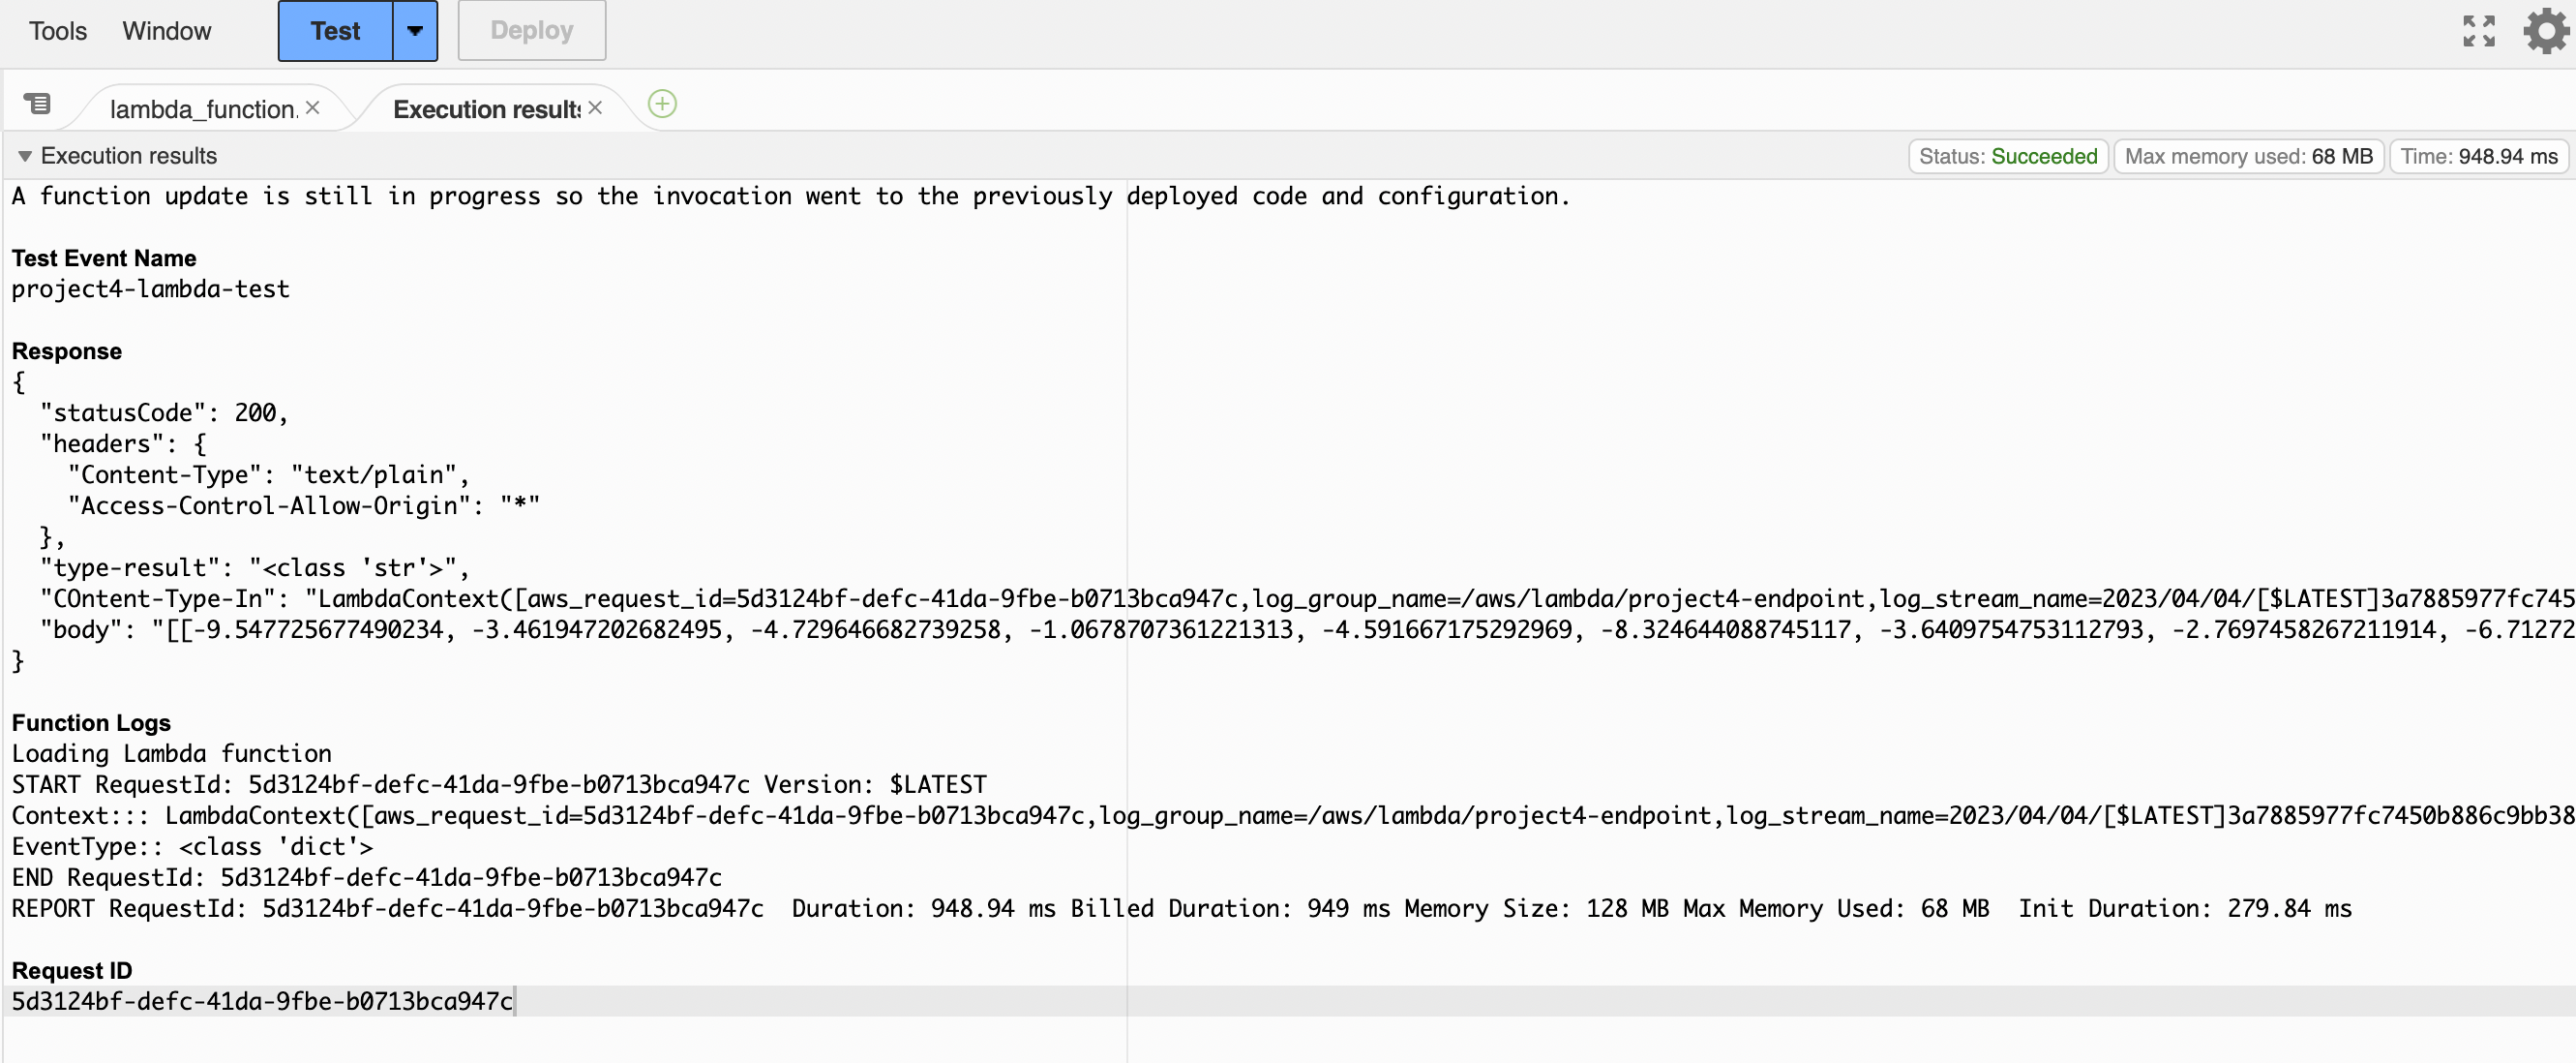 Tools Window Test Deploy
lambda_function. Execution results
Execution results Status: Succeeded Max memory used: 68 MB Time: 948.94 ms
A function update is still in progress so the invocation went to the previously deployed code and configuration.
Test Event Name
project4-lambda-test
Response
{
  "statusCode": 200,
  "headers": {
    "Content-Type": "text/plain",
    "Access-Control-Allow-Origin": "*"
  },
  "type-result": "<class 'str'>",
  "COntent-Type-In": "LambdaContext([aws_request_id=5d3124bf-defc-41da-9fbe-b0713bca947c,log_group_name=/aws/lambda/project4-endpoint,log_stream_name=2023/04/04/[$LATEST]3a7885977fc745
  "body": "[[-9.547725677490234, -3.461947202682495, -4.729646682739258, -1.0678707361221313, -4.591667175292969, -8.324644088745117, -3.6409754753112793, -2.7697458267211914, -6.71272
}
Function Logs
Loading Lambda function
START RequestId: 5d3124bf-defc-41da-9fbe-b0713bca947c Version: $LATEST
Context::: LambdaContext([aws_request_id=5d3124bf-defc-41da-9fbe-b0713bca947c,log_group_name=/aws/lambda/project4-endpoint,log_stream_name=2023/04/04/[$LATEST]3a7885977fc7450b886c9bb38
EventType:: <class 'dict'>
END RequestId: 5d3124bf-defc-41da-9fbe-b0713bca947c
REPORT RequestId: 5d3124bf-defc-41da-9fbe-b0713bca947c  Duration: 948.94 ms Billed Duration: 949 ms Memory Size: 128 MB Max Memory Used: 68 MB  Init Duration: 279.84 ms
Request ID
5d3124bf-defc-41da-9fbe-b0713bca947c